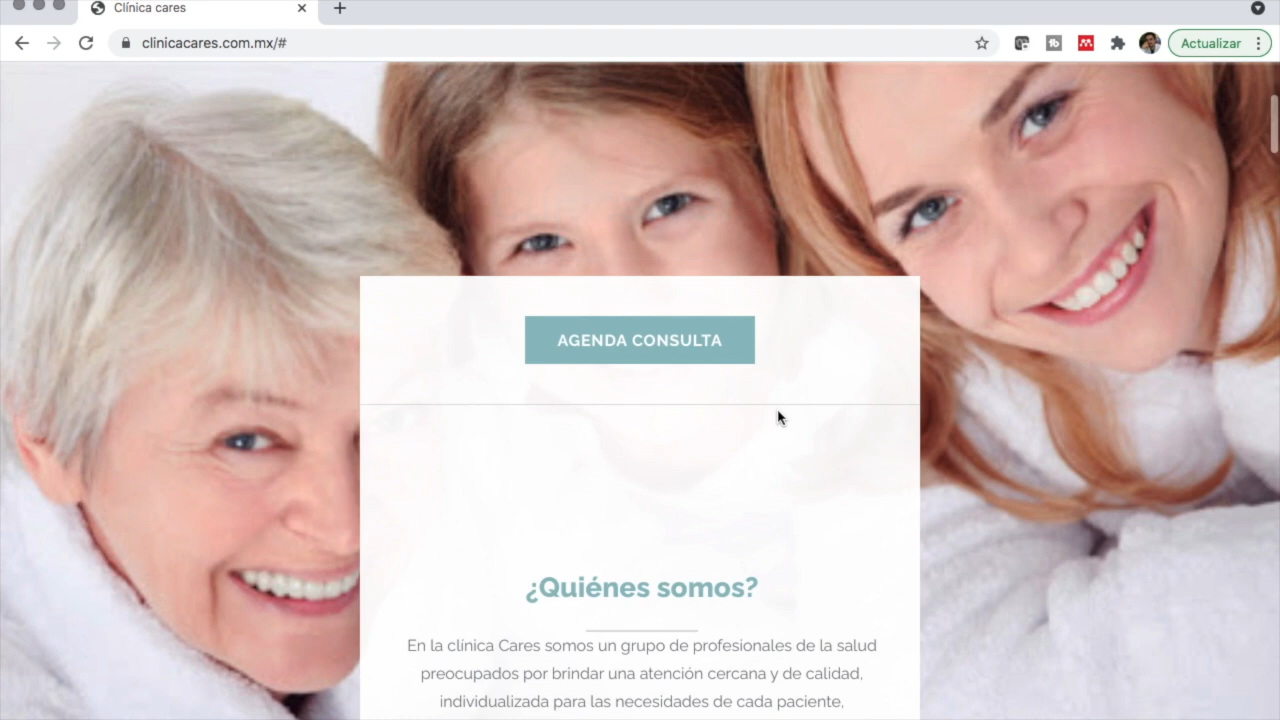 Clínica cares
clinicacares.com.mx/#
Actualizar
AGENDA CONSULTA
¿Quiénes somos?
En la clínica Cares somos un grupo de profesionales de la salud
preocupados por brindar una atención cercana y de calidad,
individualizada para las necesidades de cada paciente,